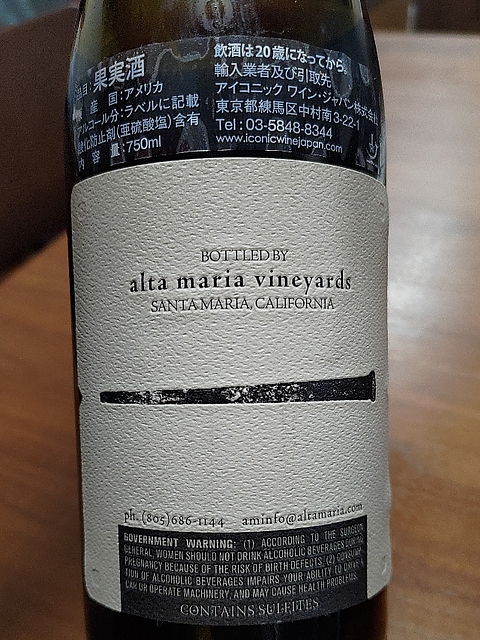 飲酒は20歳になってから。
品目:果実酒
輸入業者及び引取先
原産国:アメリカ
アイコニック ワイン・ジャパン株式会社
アルコール分:ラベルに記載
東京都練馬区中村南3-22-1
酸化防止剤(亜硫酸塩)含有
Tel:03-5848-8344
内容量:750ml
www.iconicwinejapan.com
BOTTLED BY
alta maria vineyards
SANTA MARIA, CALIFORNIA
ph. (805)686-1144 aminfo@altamaria.com
GOVERNMENT WARNING: (1) ACCORDING TO THE SURGEON
GENERAL, WOMEN SHOULD NOT DRINK ALCOHOLIC BEVERAGES DURING
PREGNANCY BECAUSE OF THE RISK OF BIRTH DEFECTS. (2) CONSUMP-
TION OF ALCOHOLIC BEVERAGES IMPAIRS YOUR ABILITY TO DRIVE A
CAR OR OPERATE MACHINERY, AND MAY CAUSE HEALTH PROBLEMS.
CONTAINS SULFITES